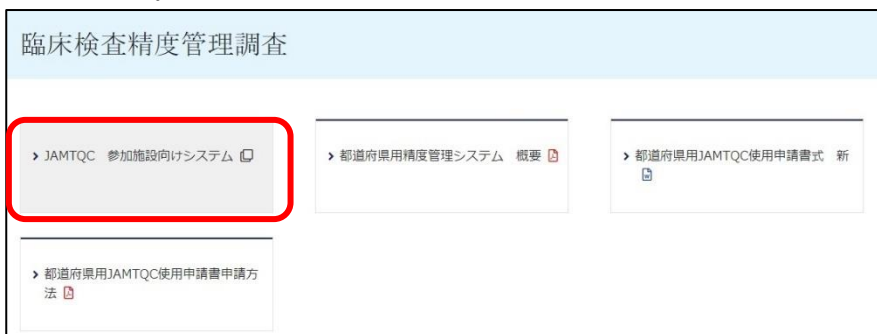 臨床検査精度管理調査
JAMTQC 参加施設向けシステム
都道府県用精度管理システム 概要
都道府県用JAMTQC使用申請書式 新
都道府県用JAMTQC使用申請書申請方
法